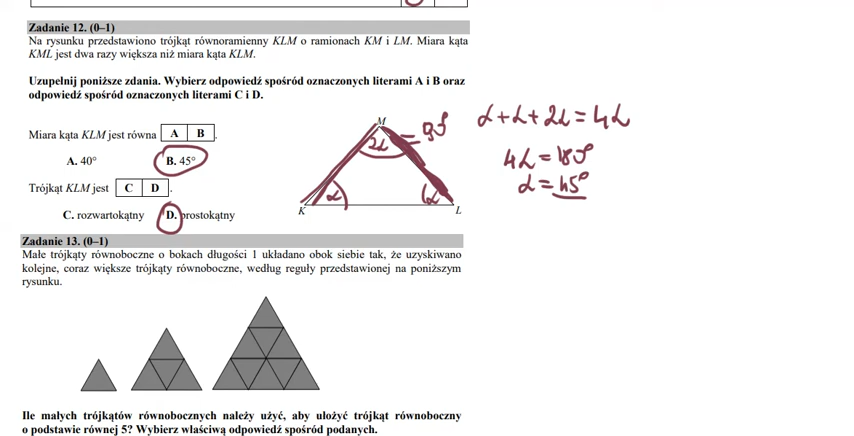 Zadanie 12. (0–1)
Na rysunku przedstawiono trójkąt równoramienny KLM o ramionach KM i LM. Miara kąta
KML jest dwa razy większa niż miara kąta KLM.
Uzupełnij poniższe zdania. Wybierz odpowiedź spośród oznaczonych literami A i B oraz
odpowiedź spośród oznaczonych literami C i D.
Miara kąta KLM jest równa A B .
A. 40° B. 45°
Trójkąt KLM jest C D .
C. rozwartokątny D. prostokątny
M
2α = 90°
α α
K L
α+α+2α=4α
4α=180°
α=45°
Zadanie 13. (0–1)
Małe trójkąty równoboczne o bokach długości 1 układano obok siebie tak, że uzyskiwano
kolejne, coraz większe trójkąty równoboczne, według reguły przedstawionej na poniższym
rysunku.
Ile małych trójkątów równobocznych należy użyć, aby ułożyć trójkąt równoboczny
o podstawie równej 5? Wybierz właściwą odpowiedź spośród podanych.